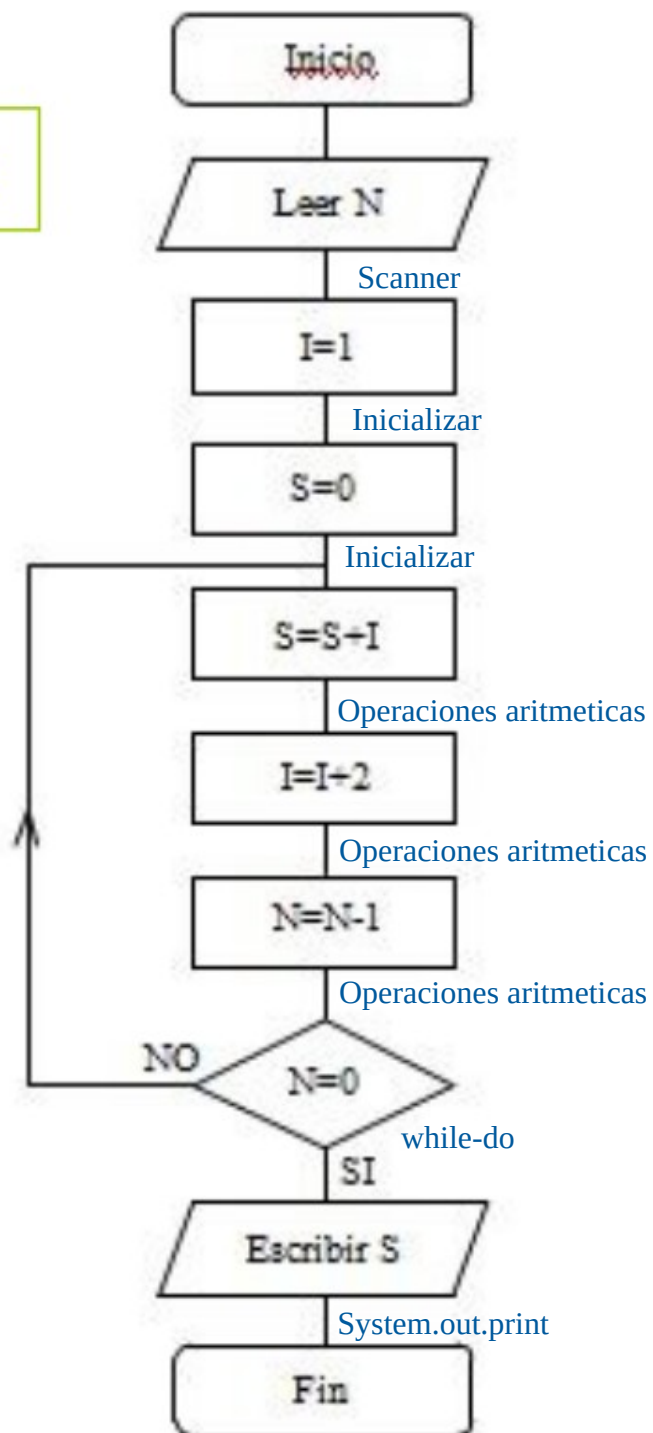 Inicio
Leer N
Scanner
I=1
Inicializar
S=0
Inicializar
S=S+I
Operaciones aritmeticas
I=I+2
Operaciones aritmeticas
N=N-1
Operaciones aritmeticas
NO
N=0
while-do
SI
Escribir S
System.out.print
Fin